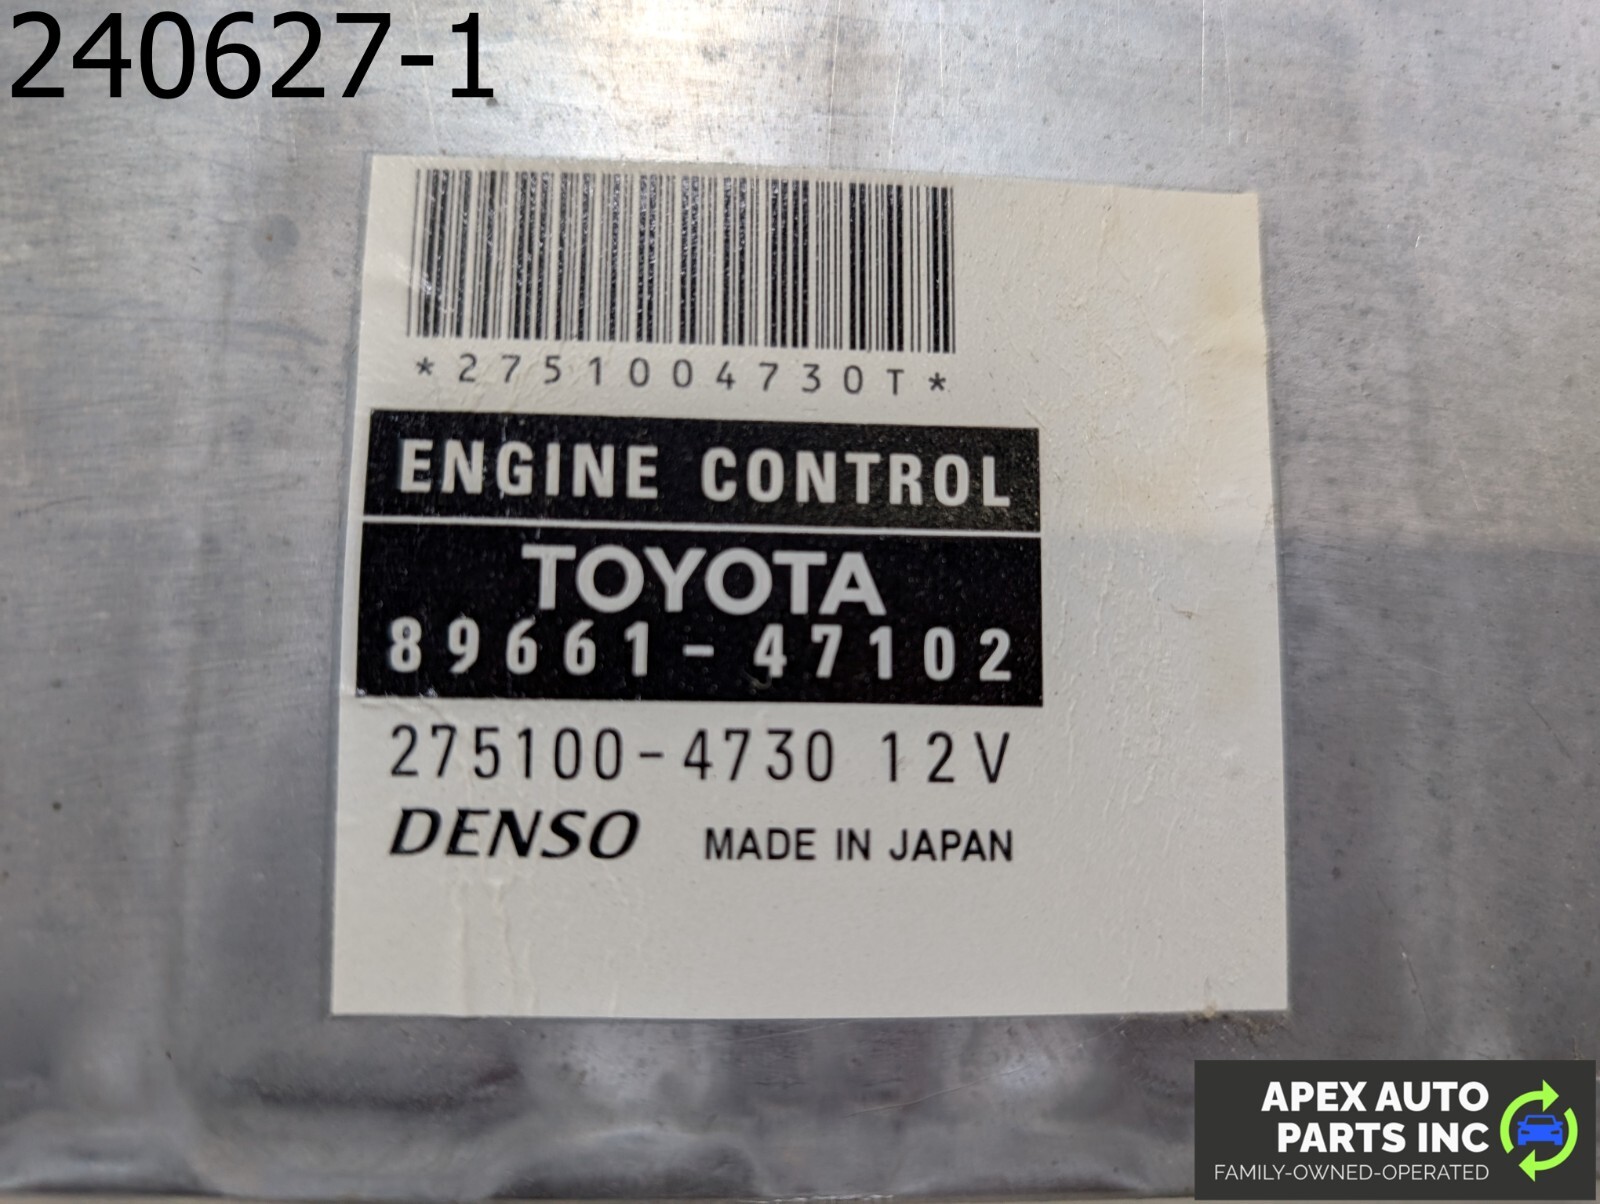 240627-1
*2751004730T*
ENGINE CONTROL
TOYOTA
89661-47102
275100-4730 12V
DENSO MADE IN JAPAN
APEX AUTO
PARTS INC
FAMILY-OWNED-OPERATED